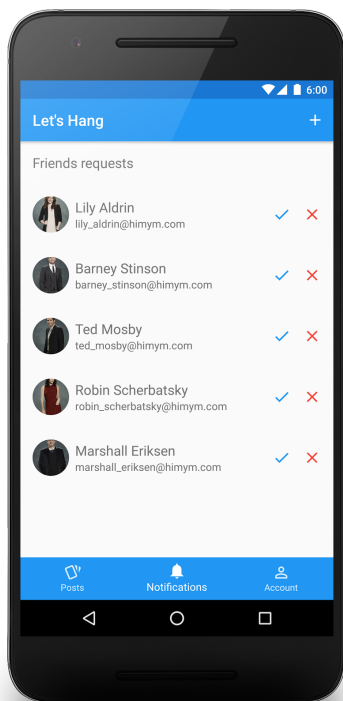 6:00
Let's Hang
Friends requests
Lily Aldrin
lily_aldrin@himym.com
Barney Stinson
barney_stinson@himym.com
Ted Mosby
ted_mosby@himym.com
Robin Scherbatsky
robin_scherbatsky@himym.com
Marshall Eriksen
marshall_eriksen@himym.com
Posts Notifications Account